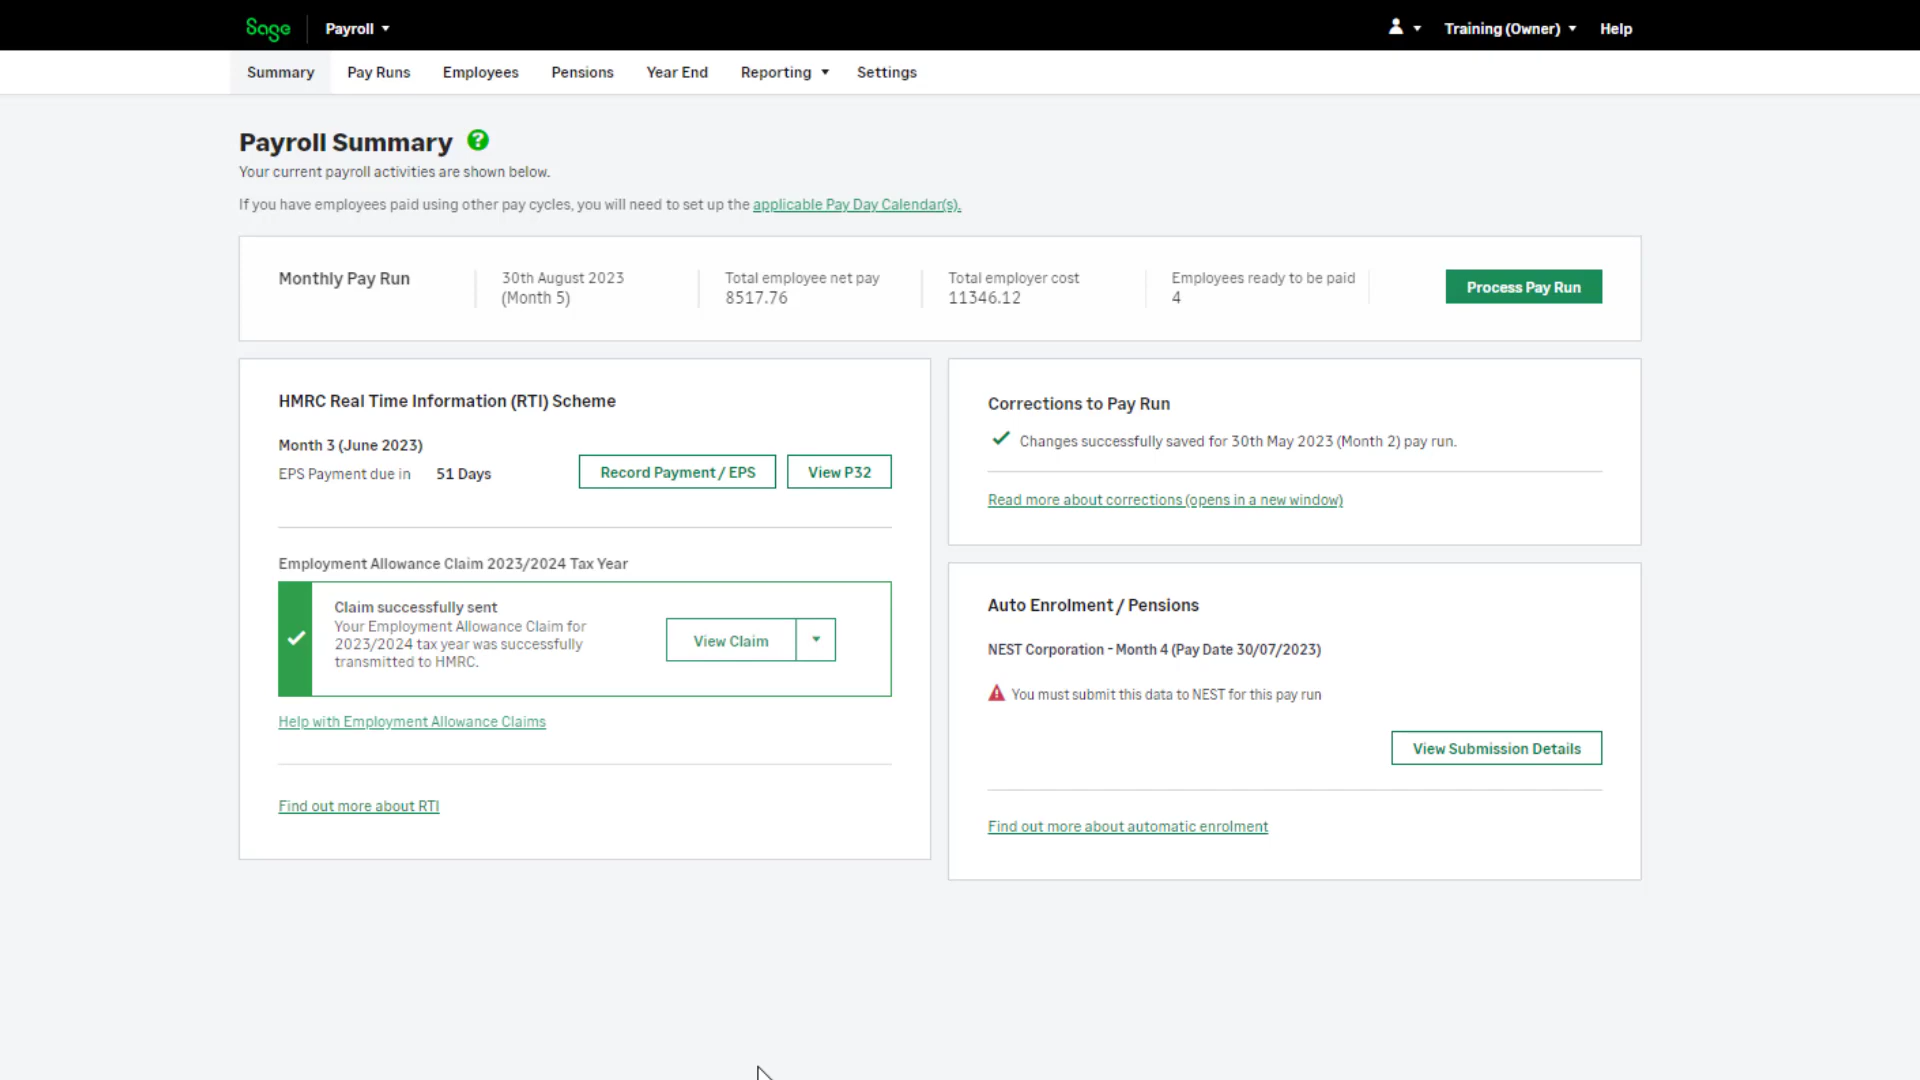 Sage
Payroll
Training (Owner)
Help
Summary
Pay Runs
Employees
Pensions
Year End
Reporting
Settings
Payroll Summary ?
Your current payroll activities are shown below.
If you have employees paid using other pay cycles, you will need to set up the applicable Pay Day Calendar(s).
Monthly Pay Run
30th August 2023
(Month 5)
Total employee net pay
8517.76
Total employer cost
11346.12
Employees ready to be paid
4
Process Pay Run
HMRC Real Time Information (RTI) Scheme
Month 3 (June 2023)
EPS Payment due in 51 Days
Record Payment / EPS
View P32
Employment Allowance Claim 2023/2024 Tax Year
Claim successfully sent
Your Employment Allowance Claim for
2023/2024 tax year was successfully
transmitted to HMRC.
View Claim
Help with Employment Allowance Claims
Find out more about RTI
Corrections to Pay Run
Changes successfully saved for 30th May 2023 (Month 2) pay run.
Read more about corrections (opens in a new window)
Auto Enrolment / Pensions
NEST Corporation - Month 4 (Pay Date 30/07/2023)
You must submit this data to NEST for this pay run
View Submission Details
Find out more about automatic enrolment